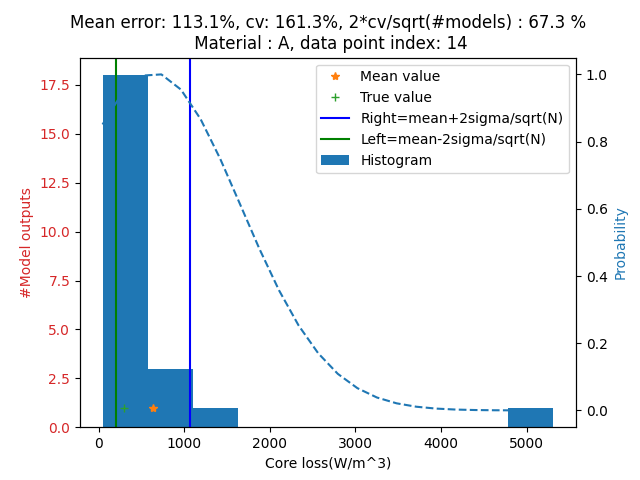 Mean error: 113.1%, cv: 161.3%, 2*cv/sqrt(#models) : 67.3 %
Material : A, data point index: 14
Mean value
True value
Right=mean+2sigma/sqrt(N)
Left=mean-2sigma/sqrt(N)
Histogram
#Model outputs
17.5
15.0
12.5
10.0
7.5
5.0
2.5
0.0
1.0
0.8
0.6
0.4
0.2
0.0
Probability
0 1000 2000 3000 4000 5000
Core loss(W/m^3)